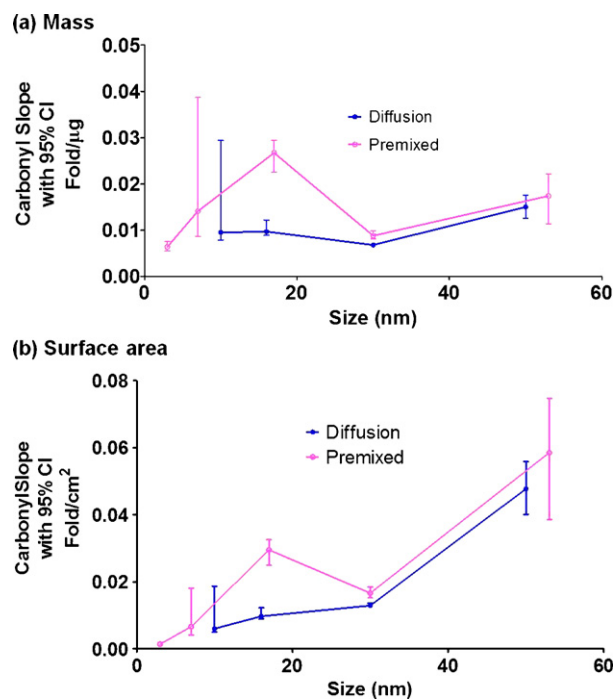 (a) Mass
Carbonyl Slope
with 95% CI
Fold/µg
0.05
0.04
0.03
0.02
0.01
0.00
Diffusion
Premixed
0
20
40
60
Size (nm)
(b) Surface area
CarbonylSlope
with 95% CI
Fold/cm²
0.08
0.06
0.04
0.02
0.00
Diffusion
Premixed
0
20
40
60
Size (nm)